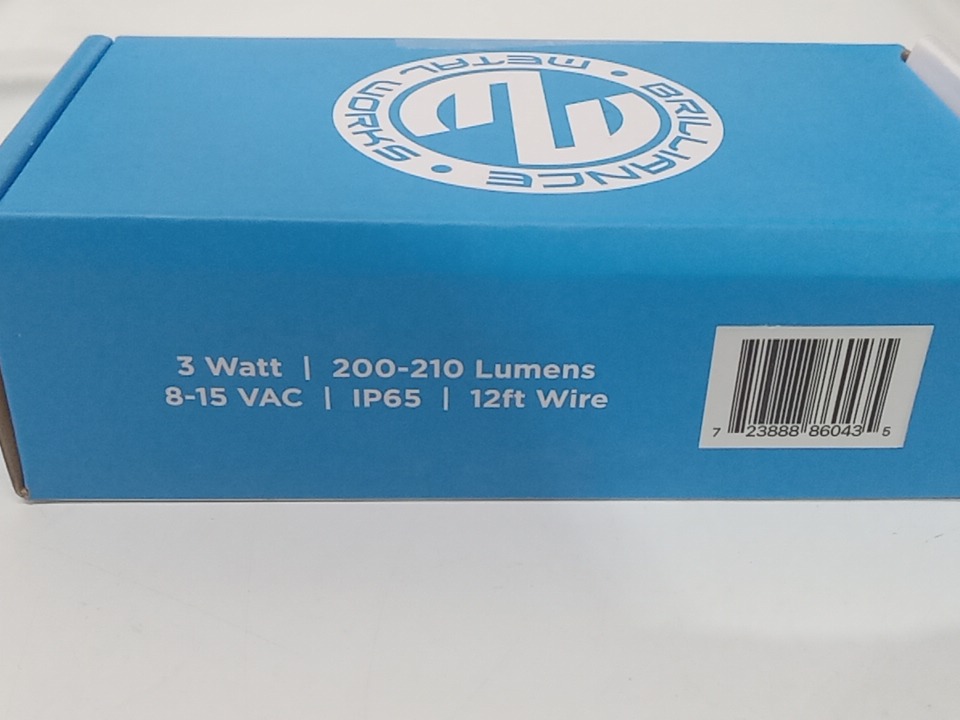 BRILLIANCE • METAL WORKS •
3 Watt | 200-210 Lumens
8-15 VAC | IP65 | 12ft Wire
7 23888 86043 5